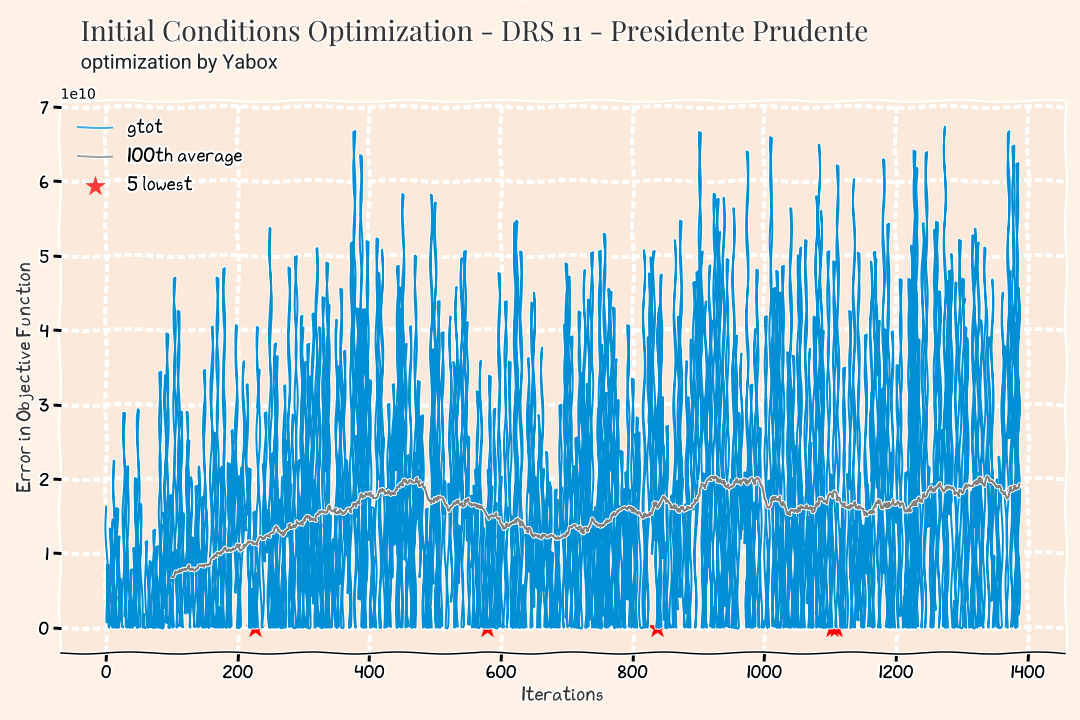 Initial Conditions Optimization - DRS 11 - Presidente Prudente
optimization by Yabox
1e10
gtot
100th average
5 lowest
7
6
5
4
3
2
1
0
Error in Objective Function
0 200 400 600 800 1000 1200 1400
Iterations